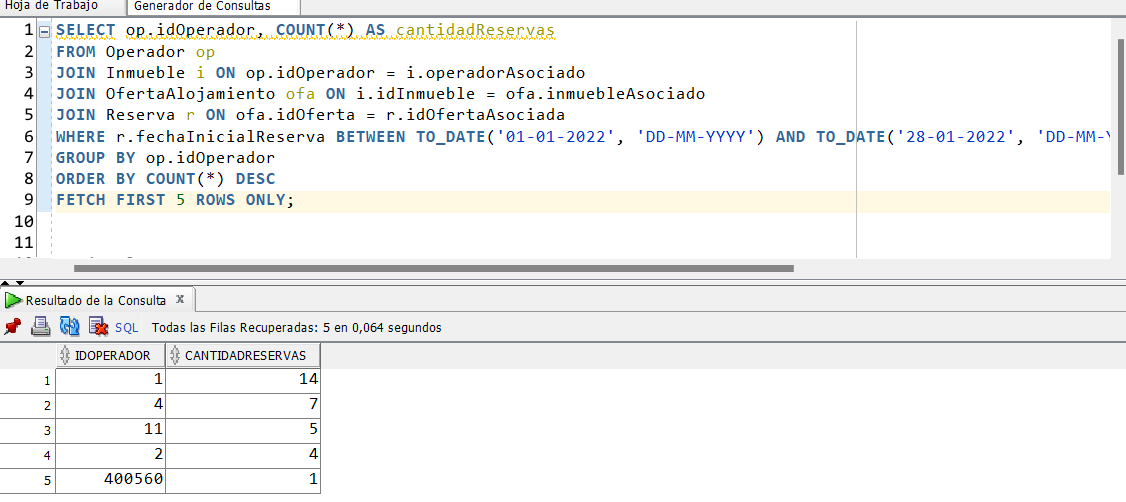 Hoja de Trabajo Generador de Consultas
1 SELECT op.idOperador, COUNT(*) AS cantidadReservas
2 FROM Operador op
3 JOIN Inmueble i ON op.idOperador = i.operadorAsociado
4 JOIN OfertaAlojamiento ofa ON i.idInmueble = ofa.inmuebleAsociado
5 JOIN Reserva r ON ofa.idOferta = r.idOfertaAsociada
6 WHERE r.fechaInicialReserva BETWEEN TO_DATE('01-01-2022', 'DD-MM-YYYY') AND TO_DATE('28-01-2022', 'DD-MM-Y
7 GROUP BY op.idOperador
8 ORDER BY COUNT(*) DESC
9 FETCH FIRST 5 ROWS ONLY;
10
11
Resultado de la Consulta x
SQL Todas las Filas Recuperadas: 5 en 0,064 segundos
IDOPERADOR CANTIDADRESERVAS
1 1 14
2 4 7
3 11 5
4 2 4
5 400560 1